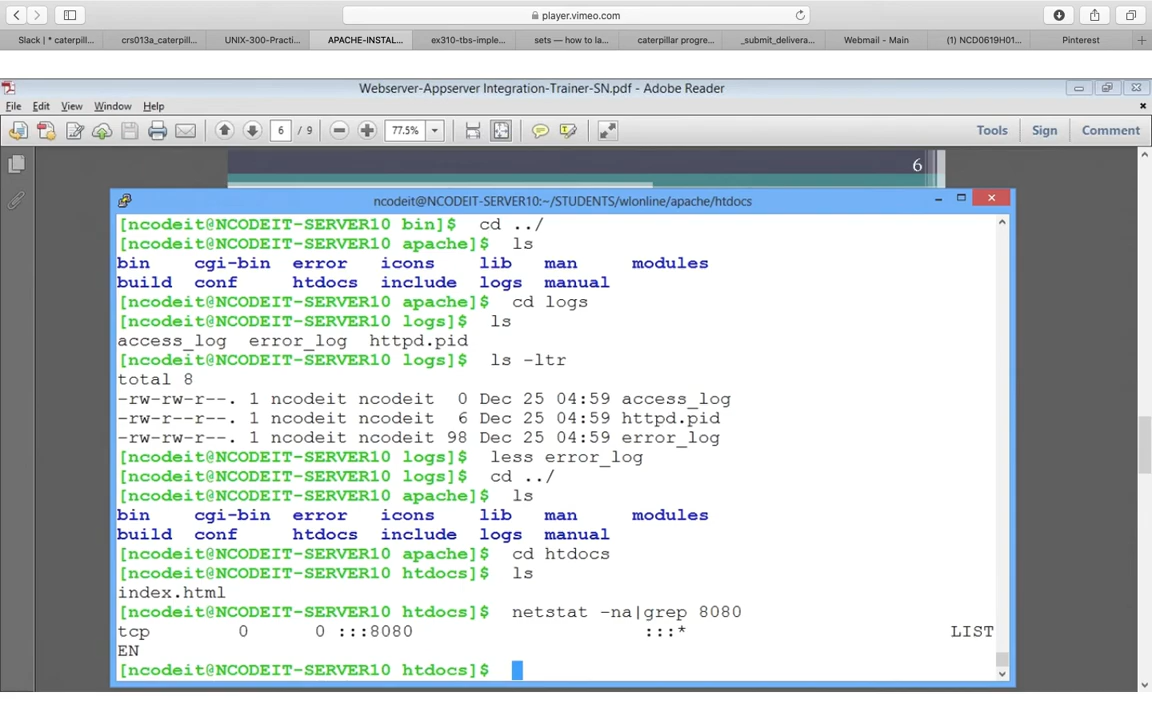 player.vimeo.com
Slack | * caterpill...
crs013a_caterpill...
UNIX-300-Practi...
APACHE-INSTAL...
ex310-tbs-imple...
sets — how to la...
caterpillar progre...
_submit_delivera...
Webmail - Main
(1) NCD0619H01...
Pinterest
Webserver-Appserver Integration-Trainer-SN.pdf - Adobe Reader
File Edit View Window Help
6 / 9 77.5% Tools Sign Comment
6
ncodeit@NCODEIT-SERVER10:~/STUDENTS/wlonline/apache/htdocs
[ncodeit@NCODEIT-SERVER10 bin]$ cd ../
[ncodeit@NCODEIT-SERVER10 apache]$ ls
bin cgi-bin error icons lib man modules
build conf htdocs include logs manual
[ncodeit@NCODEIT-SERVER10 apache]$ cd logs
[ncodeit@NCODEIT-SERVER10 logs]$ ls
access_log error_log httpd.pid
[ncodeit@NCODEIT-SERVER10 logs]$ ls -ltr
total 8
-rw-rw-r--. 1 ncodeit ncodeit 0 Dec 25 04:59 access_log
-rw-r--r--. 1 ncodeit ncodeit 6 Dec 25 04:59 httpd.pid
-rw-rw-r--. 1 ncodeit ncodeit 98 Dec 25 04:59 error_log
[ncodeit@NCODEIT-SERVER10 logs]$ less error_log
[ncodeit@NCODEIT-SERVER10 logs]$ cd ../
[ncodeit@NCODEIT-SERVER10 apache]$ ls
bin cgi-bin error icons lib man modules
build conf htdocs include logs manual
[ncodeit@NCODEIT-SERVER10 apache]$ cd htdocs
[ncodeit@NCODEIT-SERVER10 htdocs]$ ls
index.html
[ncodeit@NCODEIT-SERVER10 htdocs]$ netstat -na|grep 8080
tcp 0 0 :::8080 :::* LIST
EN
[ncodeit@NCODEIT-SERVER10 htdocs]$